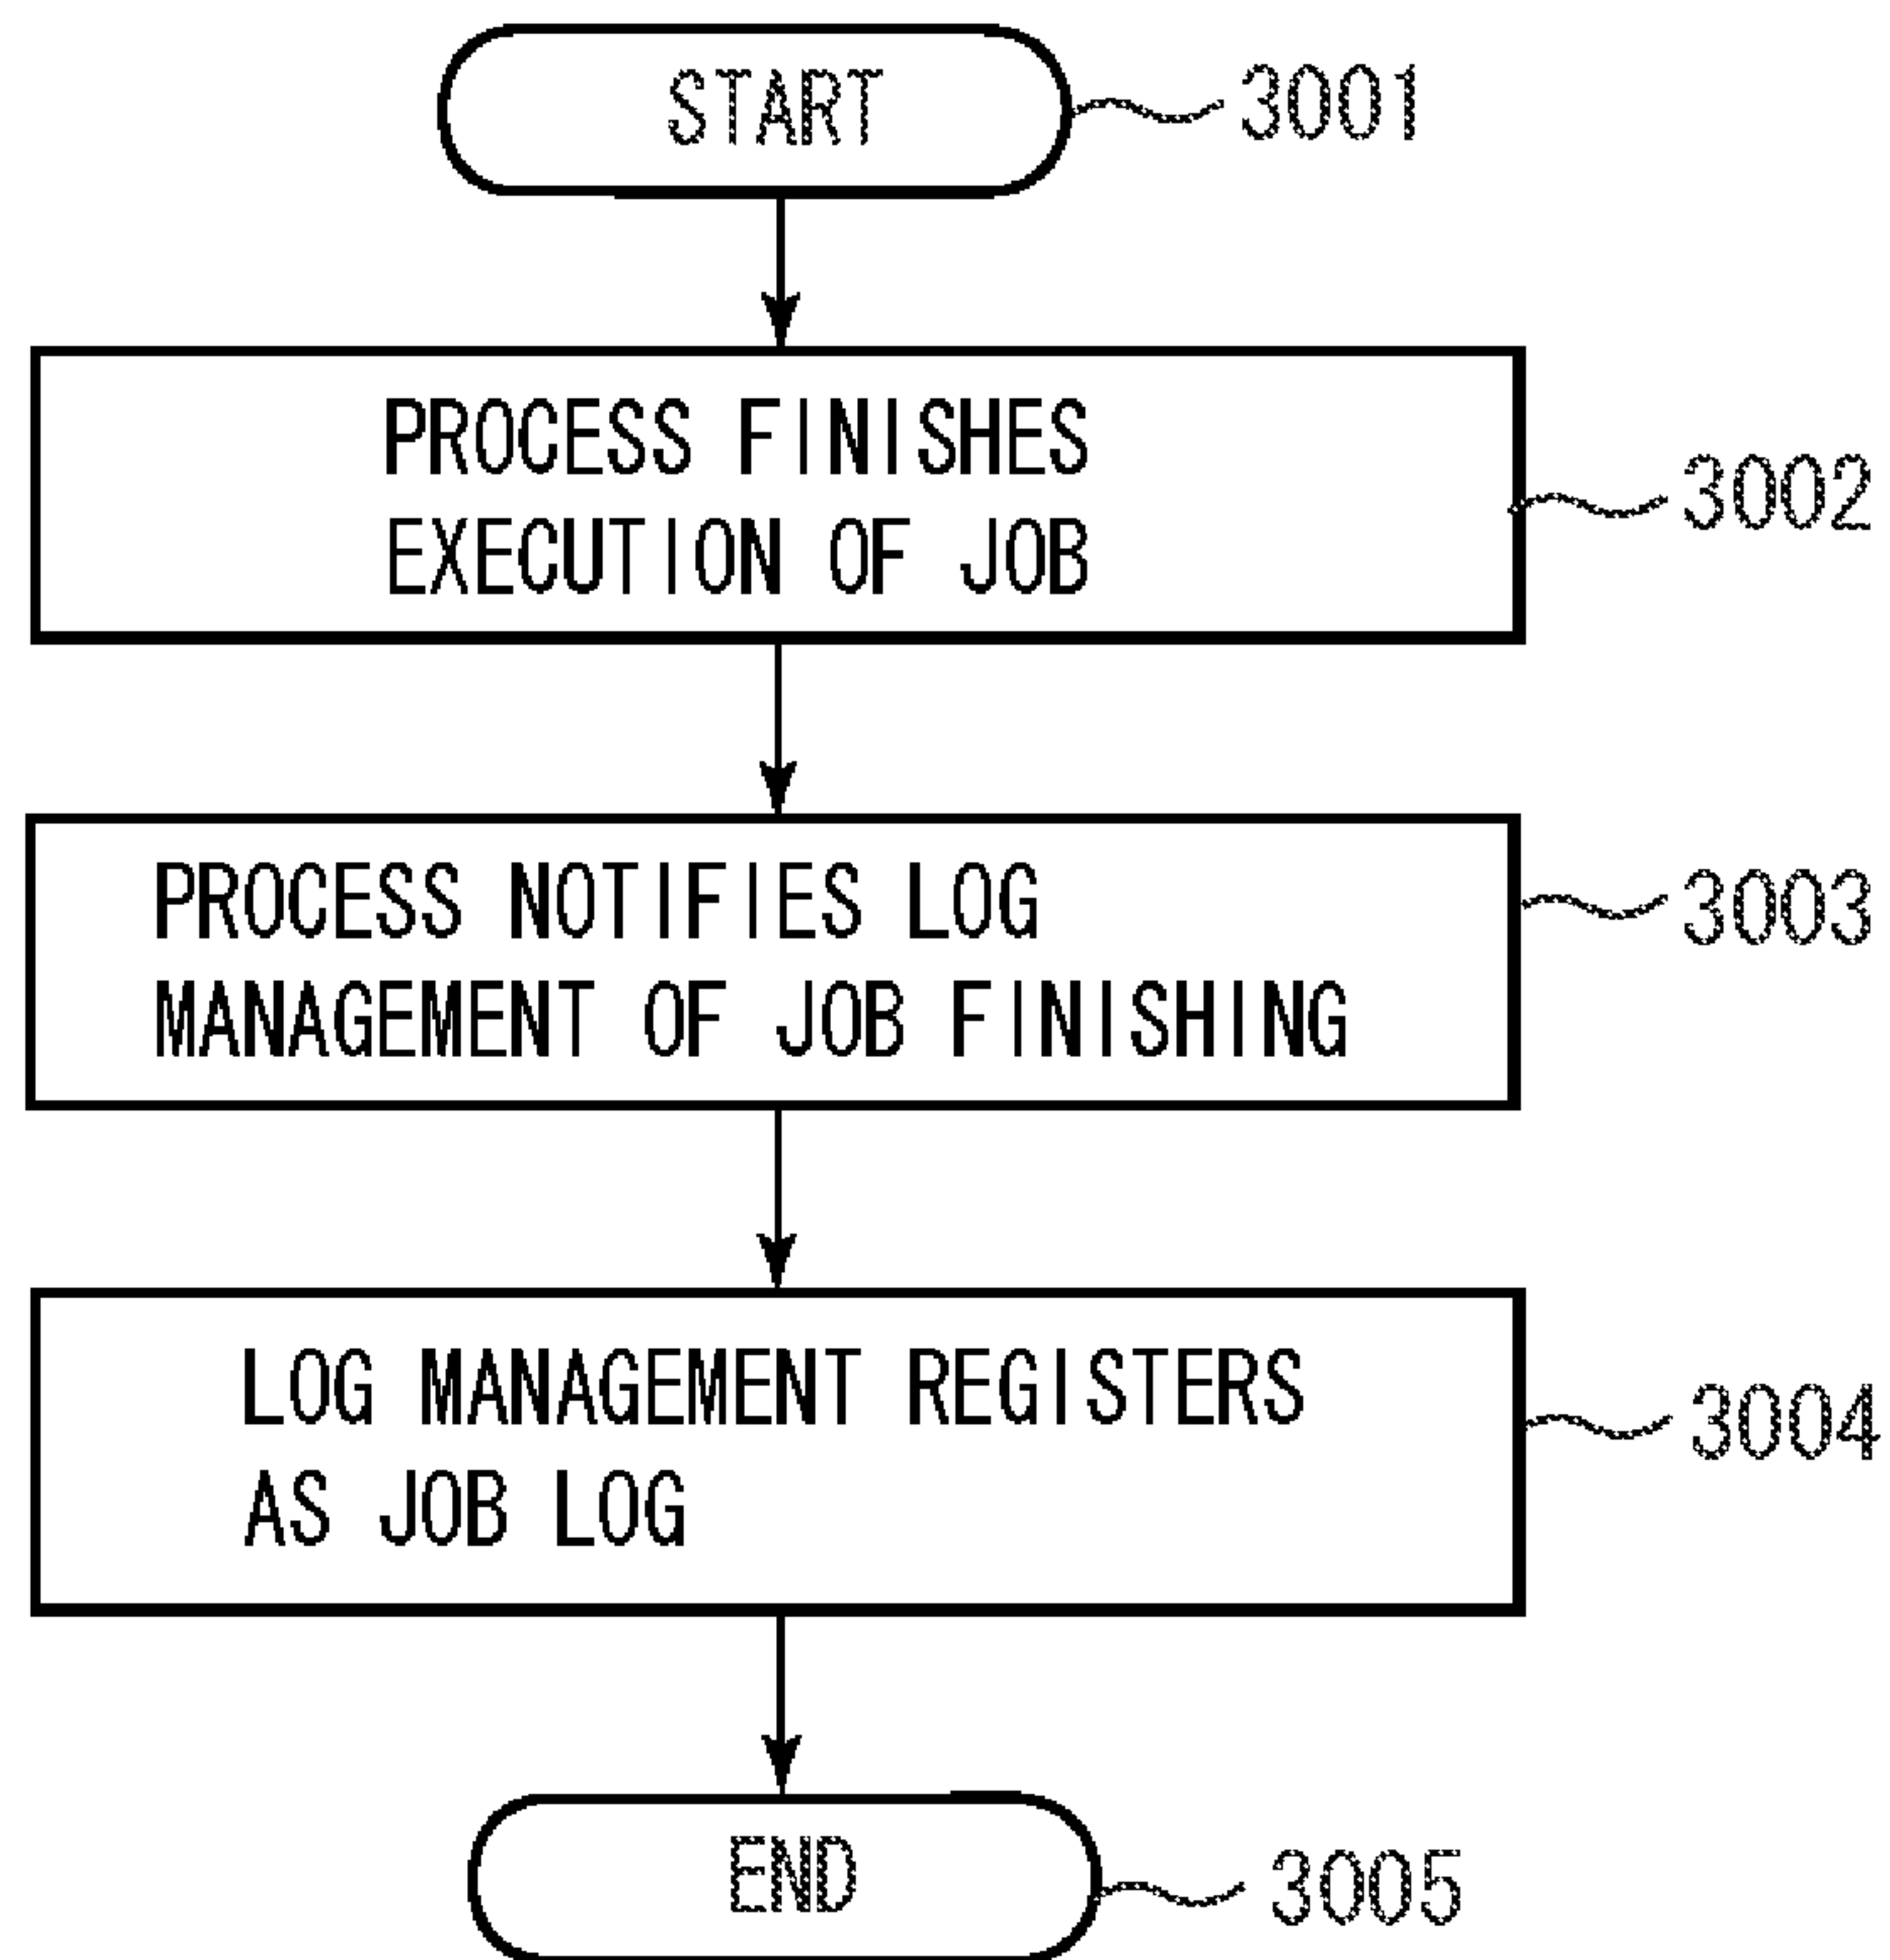 START
3001
PROCESS FINISHES
EXECUTION OF JOB
3002
PROCESS NOTIFIES LOG
MANAGEMENT OF JOB FINISHING
3003
LOG MANAGEMENT REGISTERS
AS JOB LOG
3004
END
3005